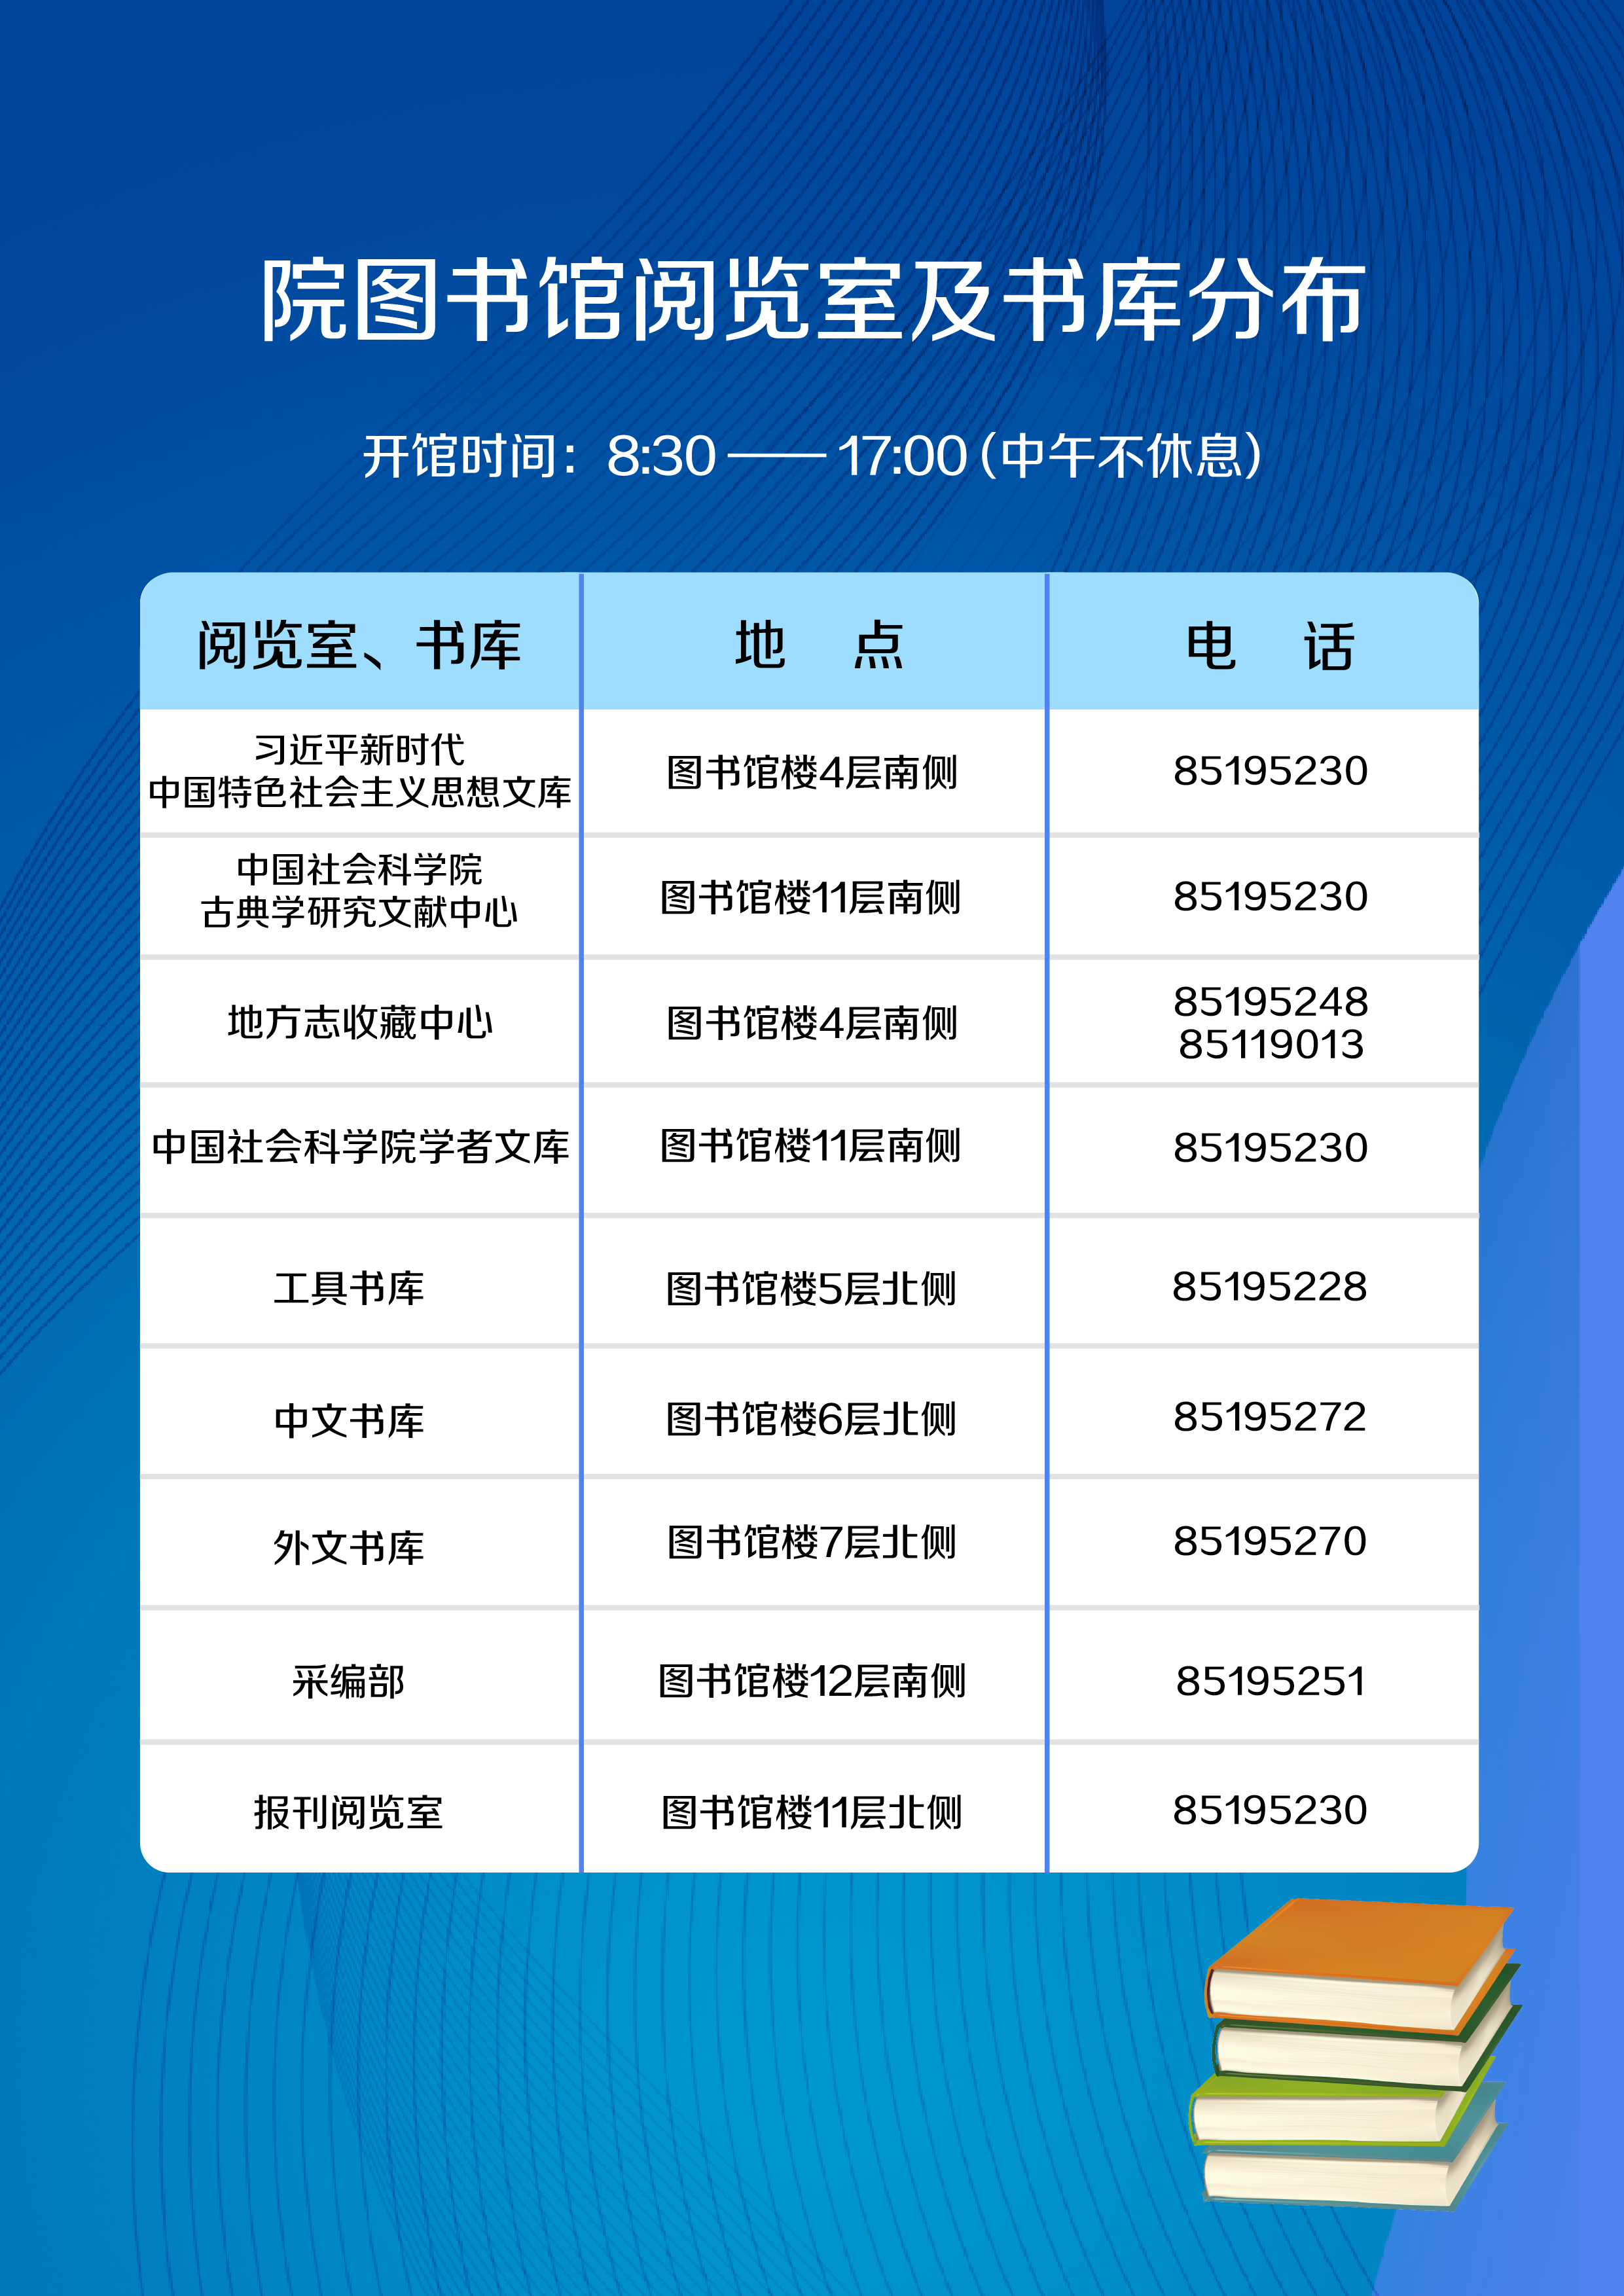 院图书馆阅览室及书库分布
开馆时间：8:30 —— 17:00（中午不休息）
阅览室、书库 地 点 电 话
习近平新时代
中国特色社会主义思想文库 图书馆楼4层南侧 85195230
中国社会科学院
古典学研究文献中心 图书馆楼11层南侧 85195230
地方志收藏中心 图书馆楼4层南侧 85195248
85119013
中国社会科学院学者文库 图书馆楼11层南侧 85195230
工具书库 图书馆楼5层北侧 85195228
中文书库 图书馆楼6层北侧 85195272
外文书库 图书馆楼7层北侧 85195270
采编部 图书馆楼12层南侧 85195251
报刊阅览室 图书馆楼11层北侧 85195230